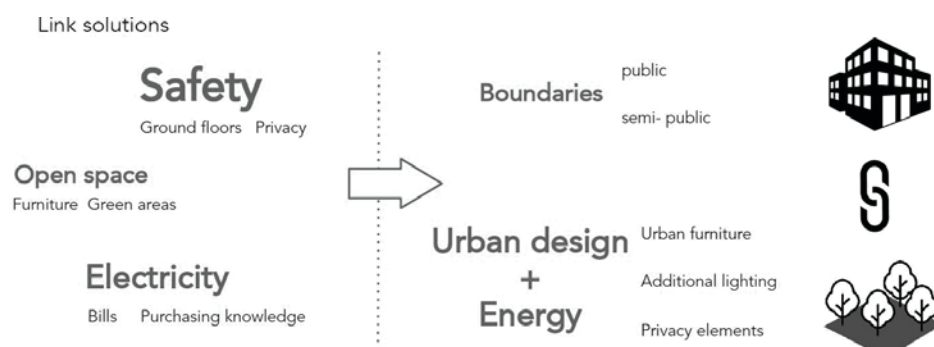 Link solutions
Safety
Ground floors Privacy
Open space
Furniture Green areas
Electricity
Bills Purchasing knowledge
Boundaries
public
semi- public
Urban design
+
Energy
Urban furniture
Additional lighting
Privacy elements